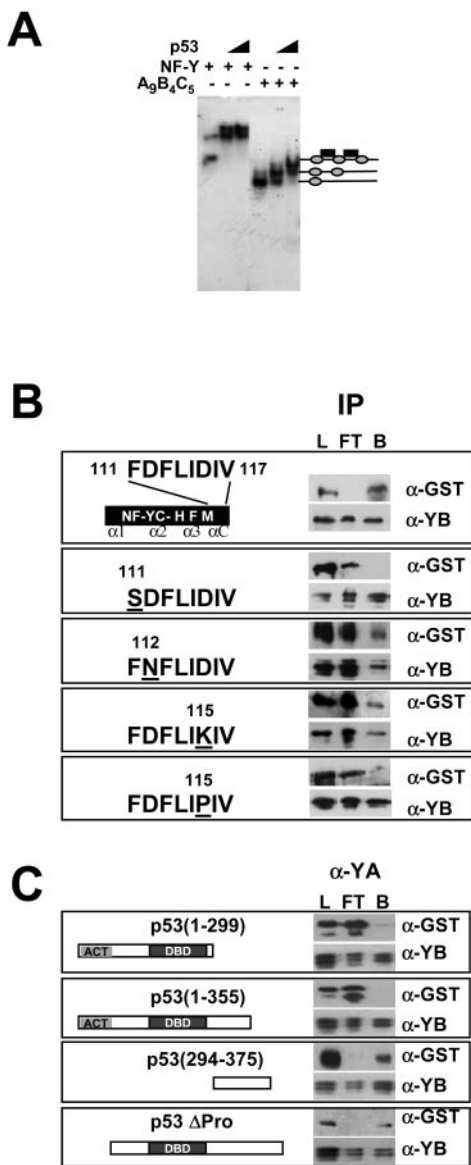 A
p53
NF-Y + + + - - -
A9B4C5 - - - + + +
B
IP
L FT B
111 FDFLIDIV 117
NF-YC- H F M
α1 α2 α3 αC
α-GST
α-YB
111
SDFLIDIV
α-GST
α-YB
112
FNFLIDIV
α-GST
α-YB
115
FDFLIKIV
α-GST
α-YB
115
FDFLIPIV
α-GST
α-YB
C
α-YA
L FT B
p53(1-299)
ACT DBD
α-GST
α-YB
p53(1-355)
ACT DBD
α-GST
α-YB
p53(294-375)
α-GST
α-YB
p53 ΔPro
DBD
α-GST
α-YB